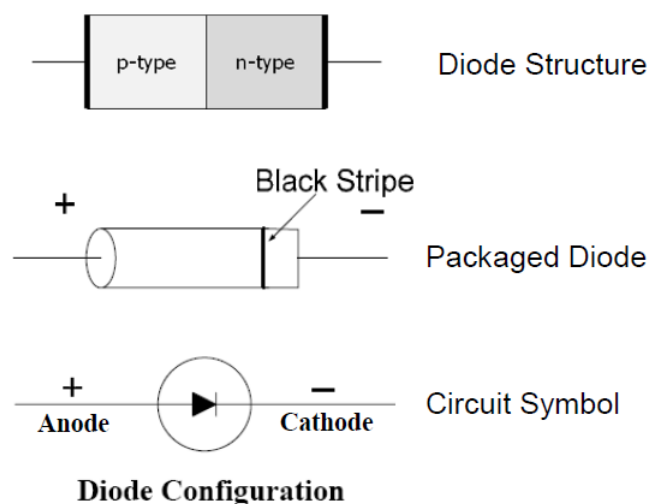 p-type n-type Diode Structure
Black Stripe
+ −
Packaged Diode
+ −
Anode Cathode Circuit Symbol
Diode Configuration